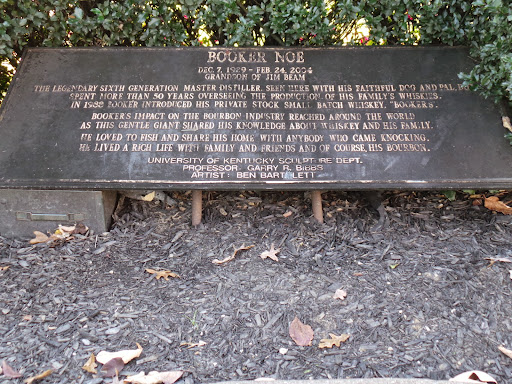 BOOKER NOE
DEC 7, 1929 - FEB 24, 2004
GRANDSON OF JIM BEAM
THE LEGENDARY SIXTH GENERATION MASTER DISTILLER, SEEN HERE WITH HIS FAITHFUL DOG AND PAL,
SPENT MORE THAN 50 YEARS OVERSEEING THE PRODUCTION OF HIS FAMILY'S WHISKIES.
IN 1988 BOOKER INTRODUCED HIS PRIVATE STOCK SMALL BATCH WHISKEY, "BOOKERS".
BOOKER'S IMPACT ON THE BOURBON INDUSTRY REACHED AROUND THE WORLD
AS THIS GENTLE GIANT SHARED HIS KNOWLEDGE ABOUT WHISKEY AND HIS FAMILY.
HE LOVED TO FISH AND SHARE HIS HOME WITH ANYBODY WHO CAME KNOCKING.
HE LIVED A RICH LIFE WITH FAMILY AND FRIENDS AND OF COURSE, HIS BOURBON.
UNIVERSITY OF KENTUCKY SCULPTURE DEPT.
PROFESSOR: GARRY R. BIBBS
ARTIST: BEN BARTLETT